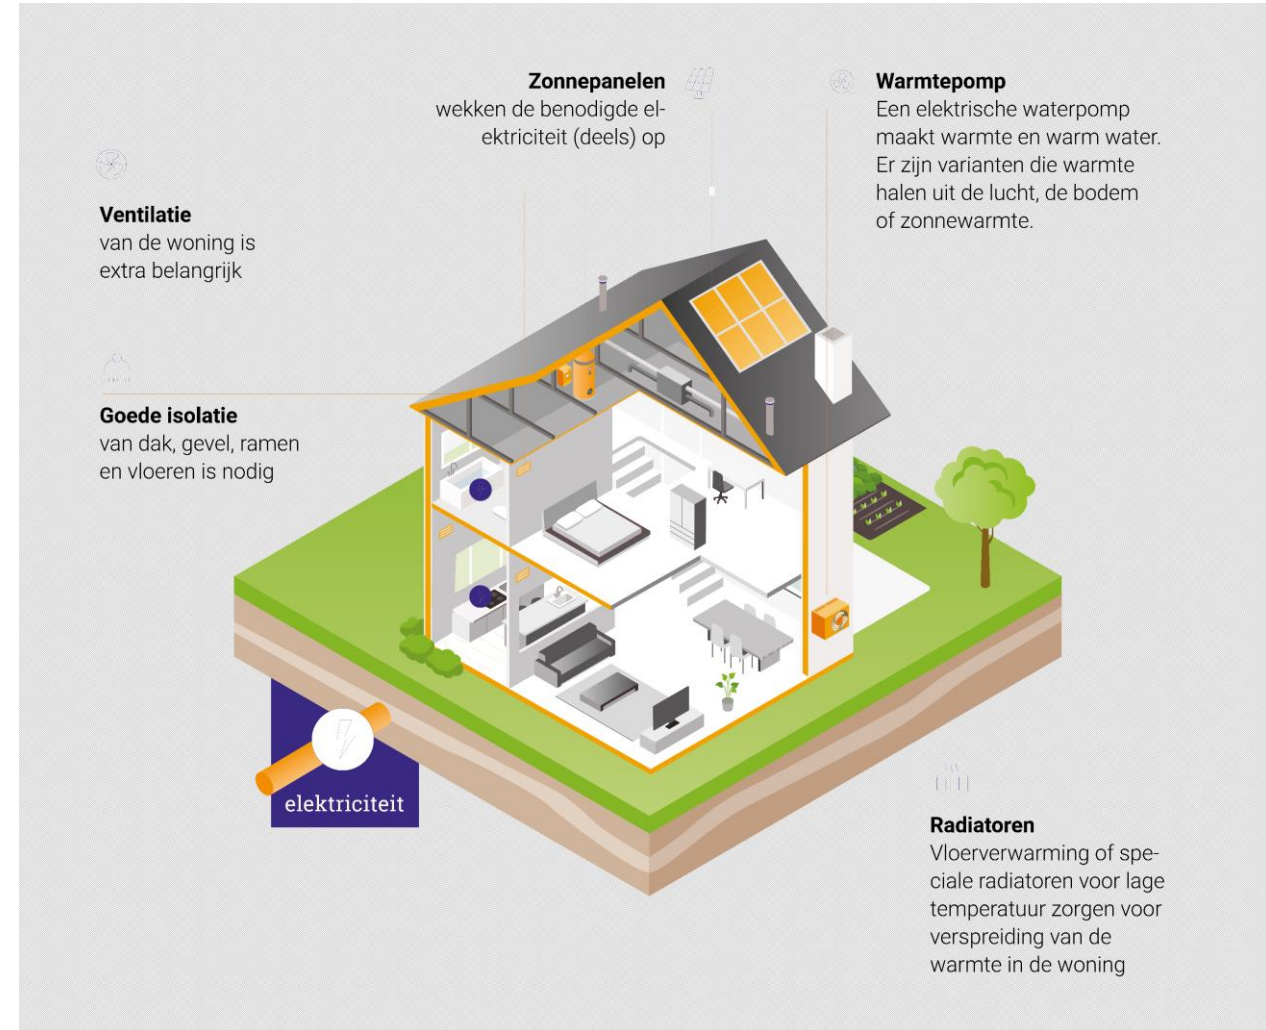 Zonnepanelen
wekken de benodigde el-
ektriciteit (deels) op
Warmtepomp
Een elektrische waterpomp
maakt warmte en warm water.
Er zijn varianten die warmte
halen uit de lucht, de bodem
of zonnewarmte.
Ventilatie
van de woning is
extra belangrijk
Goede isolatie
van dak, gevel, ramen
en vloeren is nodig
elektriciteit
Radiatoren
Vloerverwarming of spe-
ciale radiatoren voor lage
temperatuur zorgen voor
verspreiding van de
warmte in de woning